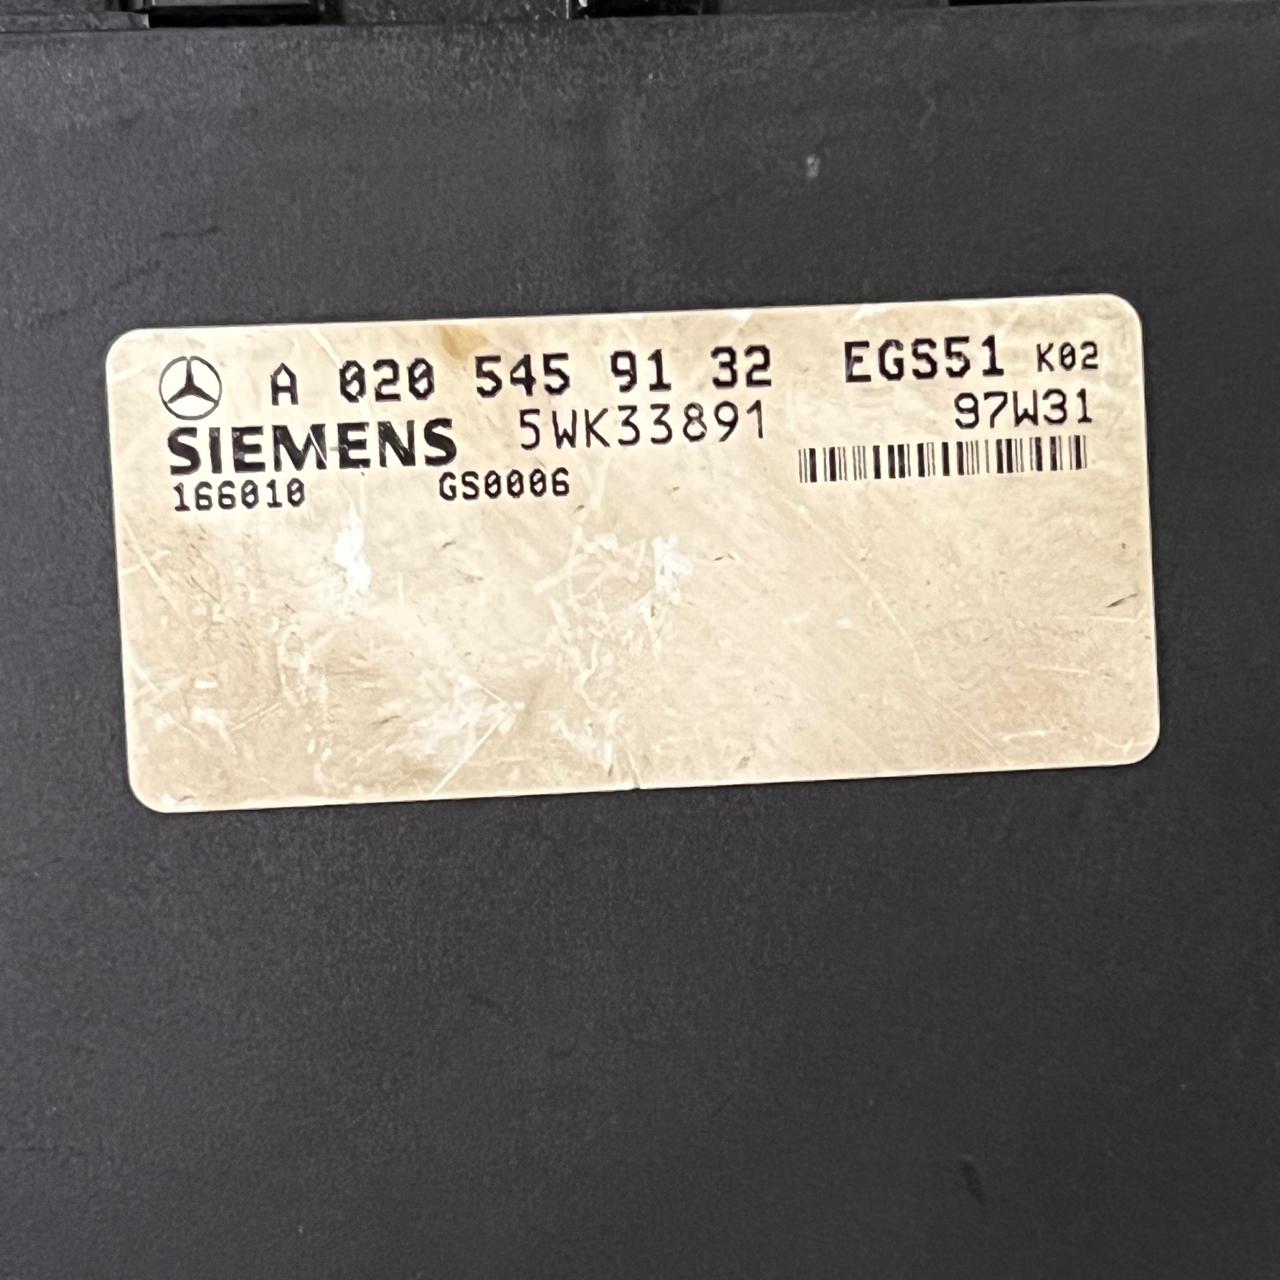 A 020 545 91 32 EGS51 K02
SIEMENS 5WK33891 97W31
166010 GS0006